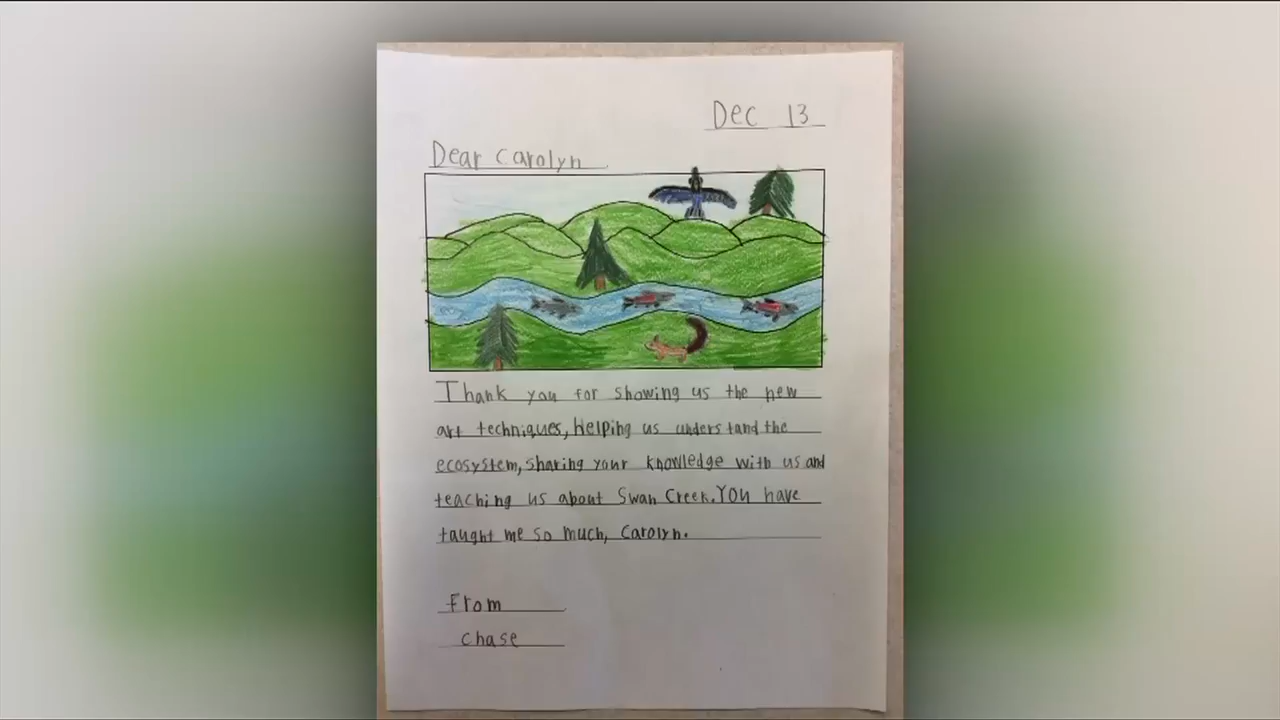 Dec 13
Dear Carolyn
Thank you for showing us the new
art techniques, helping us understand the
ecosystem, sharing your knowledge with us and
teaching us about Swan Creek. YOU have
taught me so much, Carolyn.
From
chase